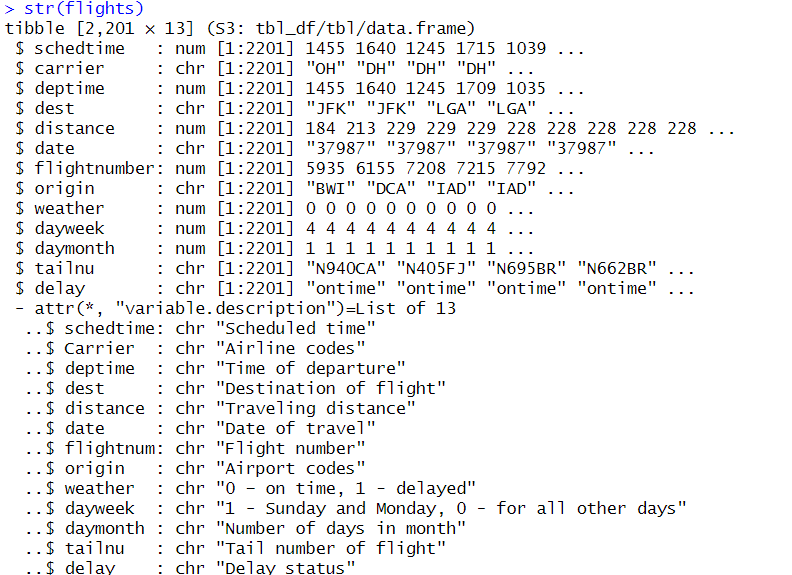 > str(flights)
tibble [2,201 × 13] (S3: tbl_df/tbl/data.frame)
 $ schedtime   : num [1:2201] 1455 1640 1245 1715 1039 ...
 $ carrier     : chr [1:2201] "OH" "DH" "DH" "DH" ...
 $ deptime     : num [1:2201] 1455 1640 1245 1709 1035 ...
 $ dest        : chr [1:2201] "JFK" "JFK" "LGA" "LGA" ...
 $ distance    : num [1:2201] 184 213 229 229 229 228 228 228 228 228 ...
 $ date        : chr [1:2201] "37987" "37987" "37987" "37987" ...
 $ flightnumber: num [1:2201] 5935 6155 7208 7215 7792 ...
 $ origin      : chr [1:2201] "BWI" "DCA" "IAD" "IAD" ...
 $ weather     : num [1:2201] 0 0 0 0 0 0 0 0 0 0 ...
 $ dayweek     : num [1:2201] 4 4 4 4 4 4 4 4 4 4 ...
 $ daymonth    : num [1:2201] 1 1 1 1 1 1 1 1 1 1 ...
 $ tailnu      : chr [1:2201] "N940CA" "N405FJ" "N695BR" "N662BR" ...
 $ delay       : chr [1:2201] "ontime" "ontime" "ontime" "ontime" ...
 - attr(*, "variable.description")=List of 13
  ..$ schedtime: chr "Scheduled time"
  ..$ Carrier  : chr "Airline codes"
  ..$ deptime  : chr "Time of departure"
  ..$ dest     : chr "Destination of flight"
  ..$ distance : chr "Traveling distance"
  ..$ date     : chr "Date of travel"
  ..$ flightnum: chr "Flight number"
  ..$ origin   : chr "Airport codes"
  ..$ weather  : chr "0 - on time, 1 - delayed"
  ..$ dayweek  : chr "1 - Sunday and Monday, 0 - for all other days"
  ..$ daymonth : chr "Number of days in month"
  ..$ tailnu   : chr "Tail number of flight"
  ..$ delay    : chr "Delay status"